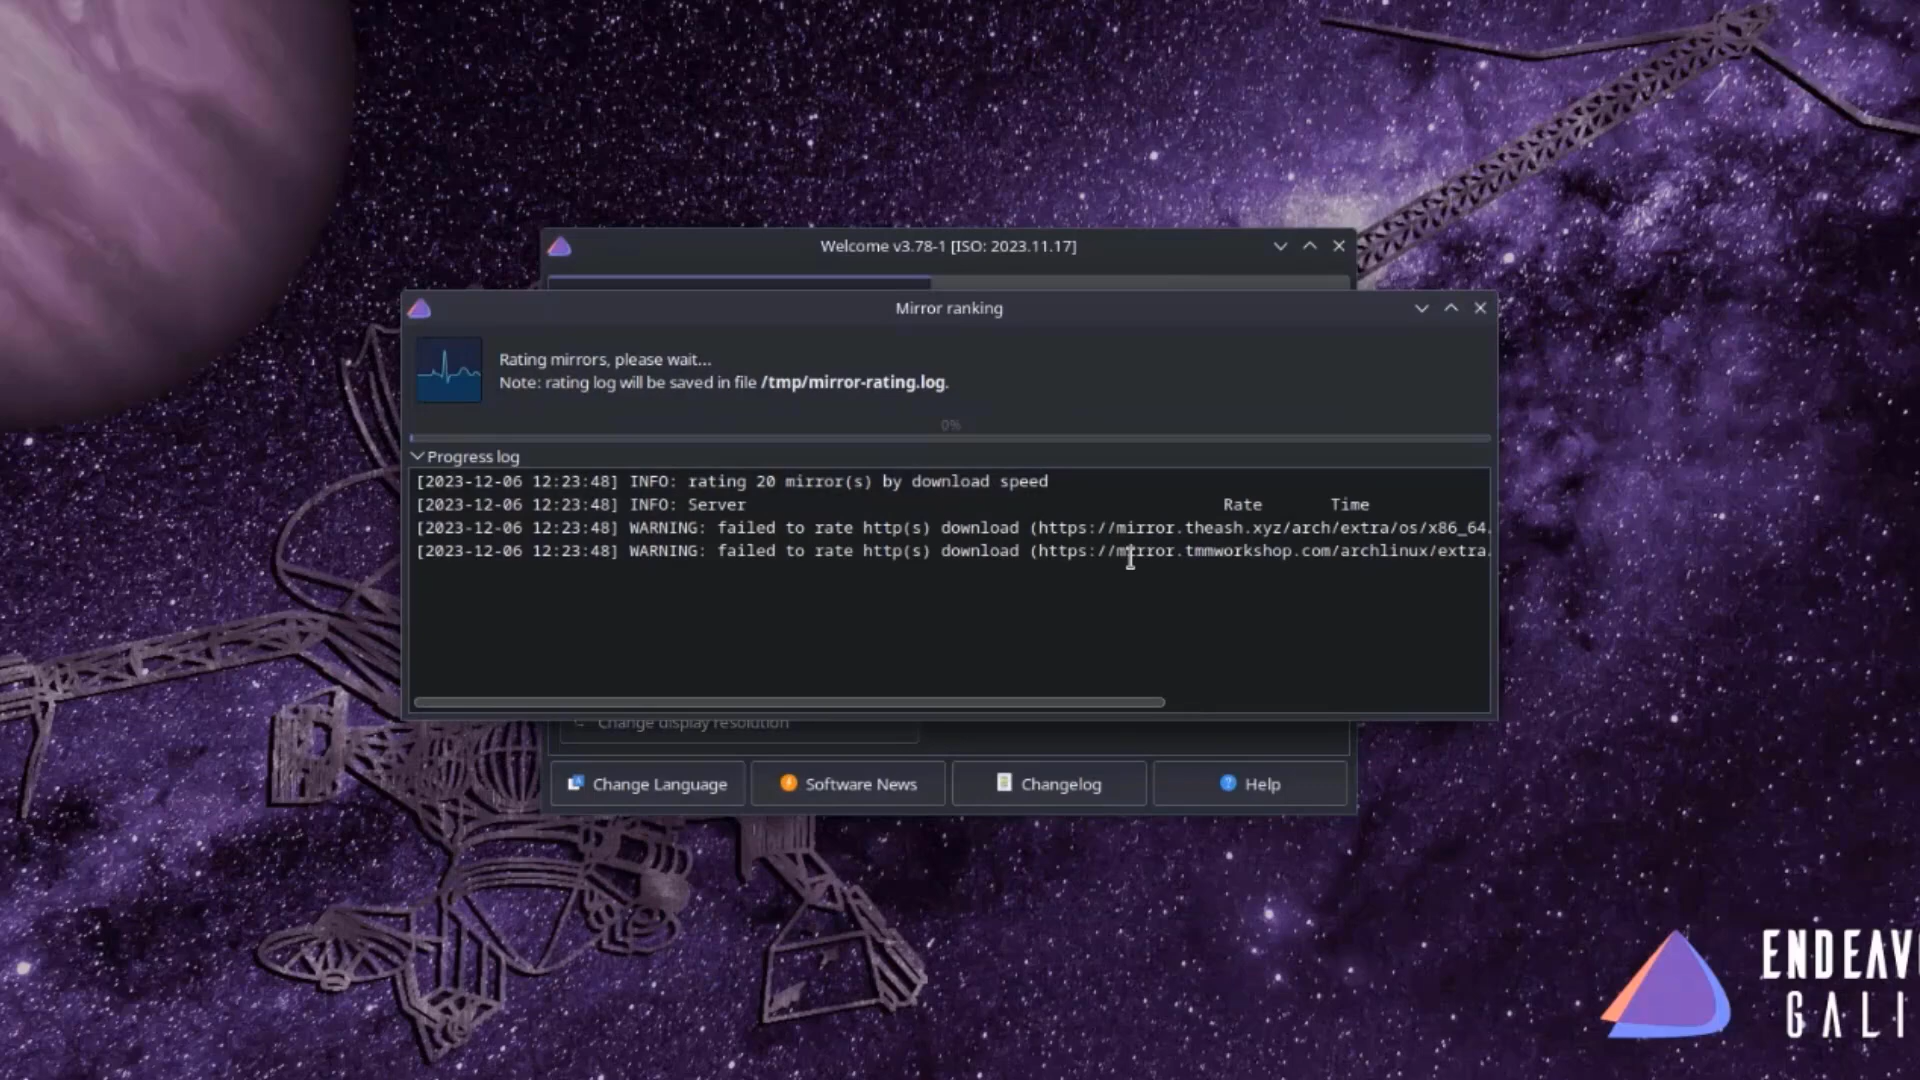 Welcome v3.78-1 [ISO: 2023.11.17]
Mirror ranking
Rating mirrors, please wait...
Note: rating log will be saved in file /tmp/mirror-rating.log.
0%
Progress log
[2023-12-06 12:23:48] INFO: rating 20 mirror(s) by download speed
[2023-12-06 12:23:48] INFO: Server Rate Time
[2023-12-06 12:23:48] WARNING: failed to rate http(s) download (https://mirror.theash.xyz/arch/extra/os/x86_64.
[2023-12-06 12:23:48] WARNING: failed to rate http(s) download (https://mirror.tmmworkshop.com/archlinux/extra.
Change display resolution
Change Language
Software News
Changelog
Help
ENDEAV
GALI